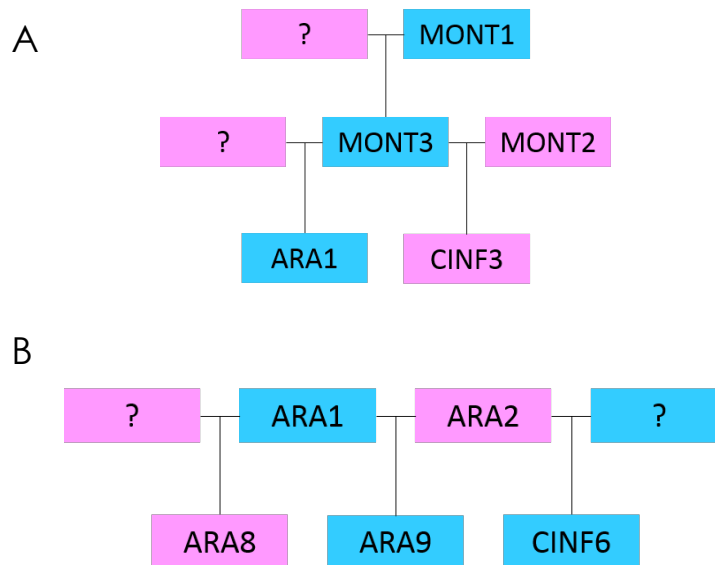 A
? MONT1
? MONT3 MONT2
ARA1 CINF3
B
? ARA1 ARA2 ?
ARA8 ARA9 CINF6